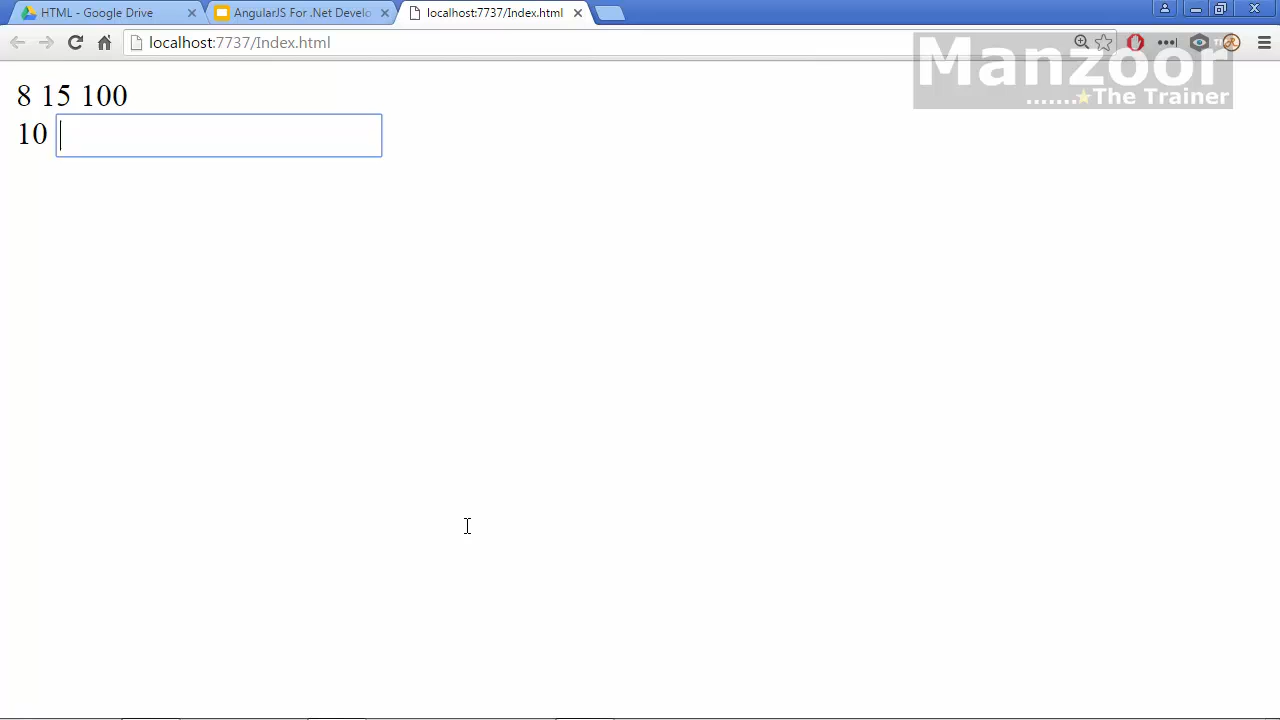 HTML - Google Drive
AngularJS For .Net Develo
localhost:7737/Index.html
localhost:7737/Index.html
Manzoor
.......★The Trainer
8 15 100
10